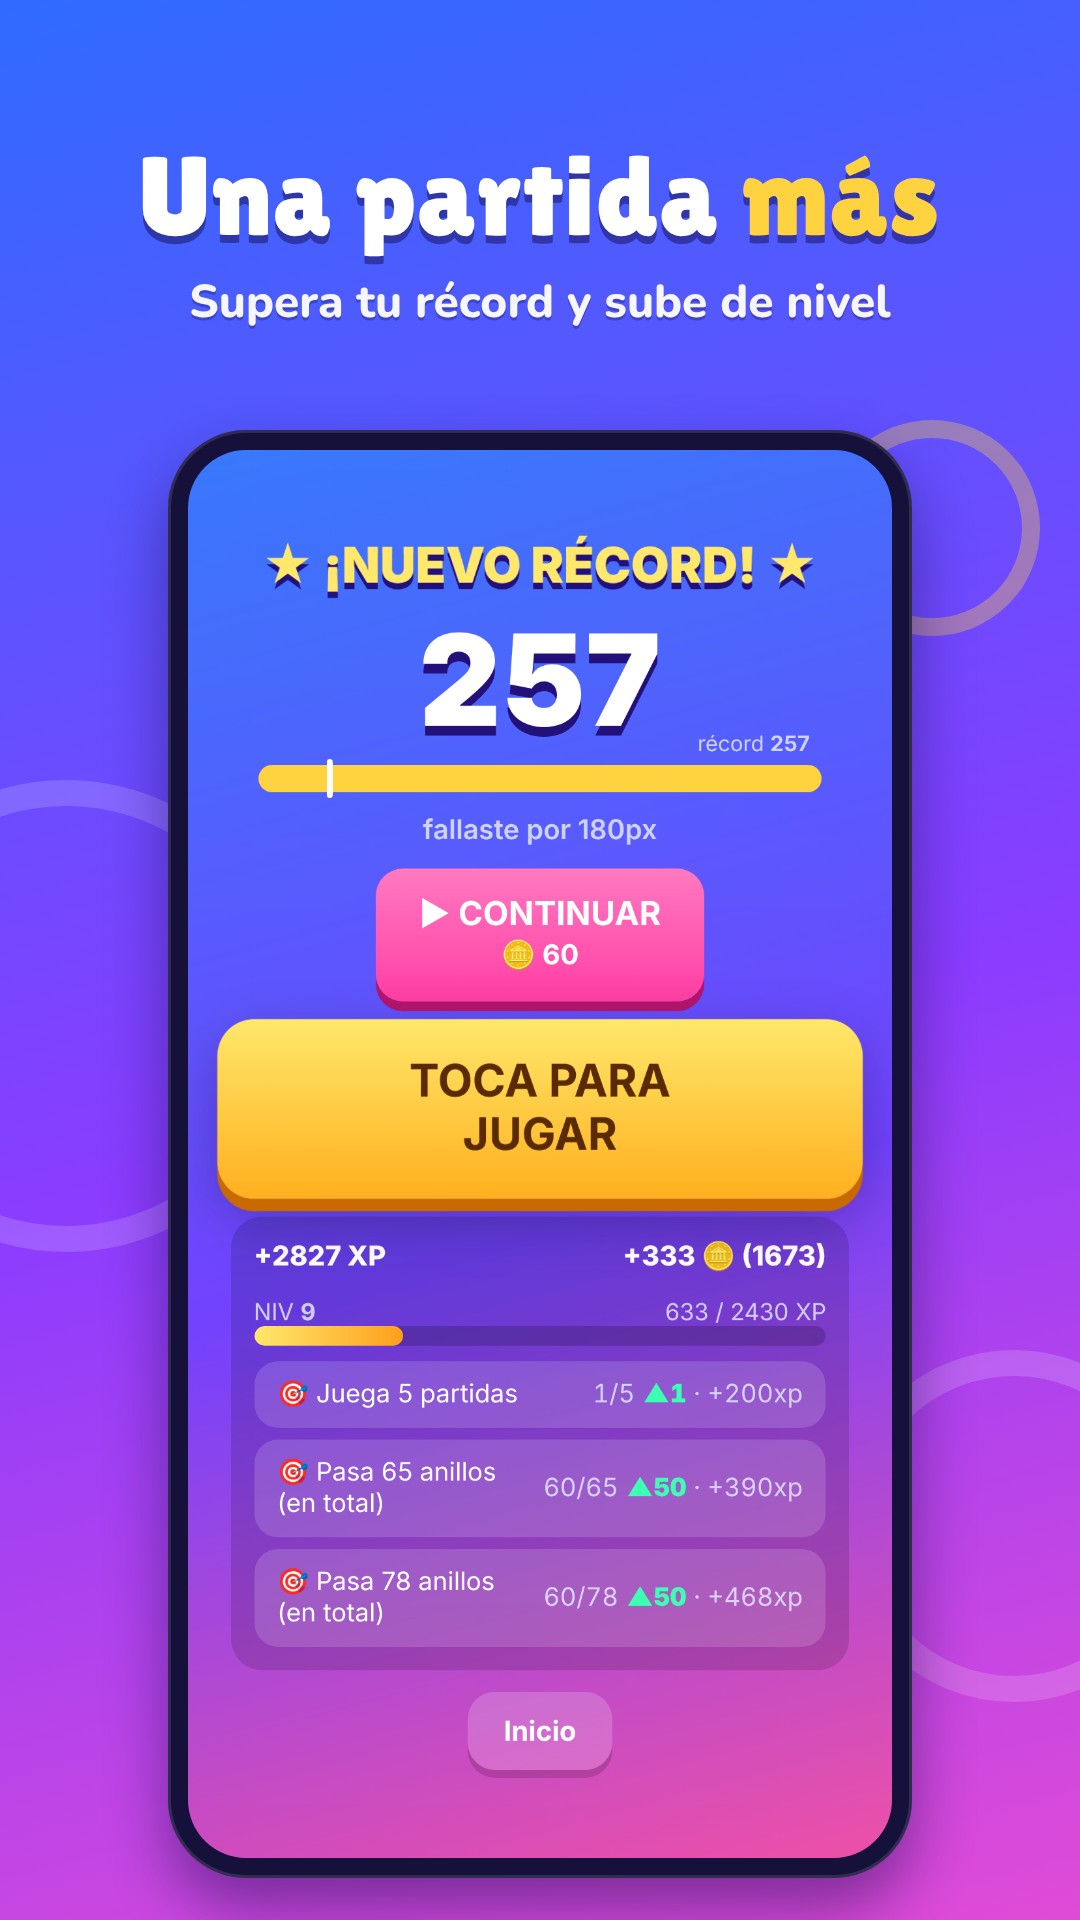 Una partida más
Supera tu récord y sube de nivel
★ ¡NUEVO RÉCORD! ★
257
récord 257
fallaste por 180px
▶ CONTINUAR
🪙 60
TOCA PARA
JUGAR
+2827 XP +333 🪙 (1673)
NIV 9 633 / 2430 XP
🎯 Juega 5 partidas 1/5 ▲1 · +200xp
🎯 Pasa 65 anillos
(en total) 60/65 ▲50 · +390xp
🎯 Pasa 78 anillos
(en total) 60/78 ▲50 · +468xp
Inicio